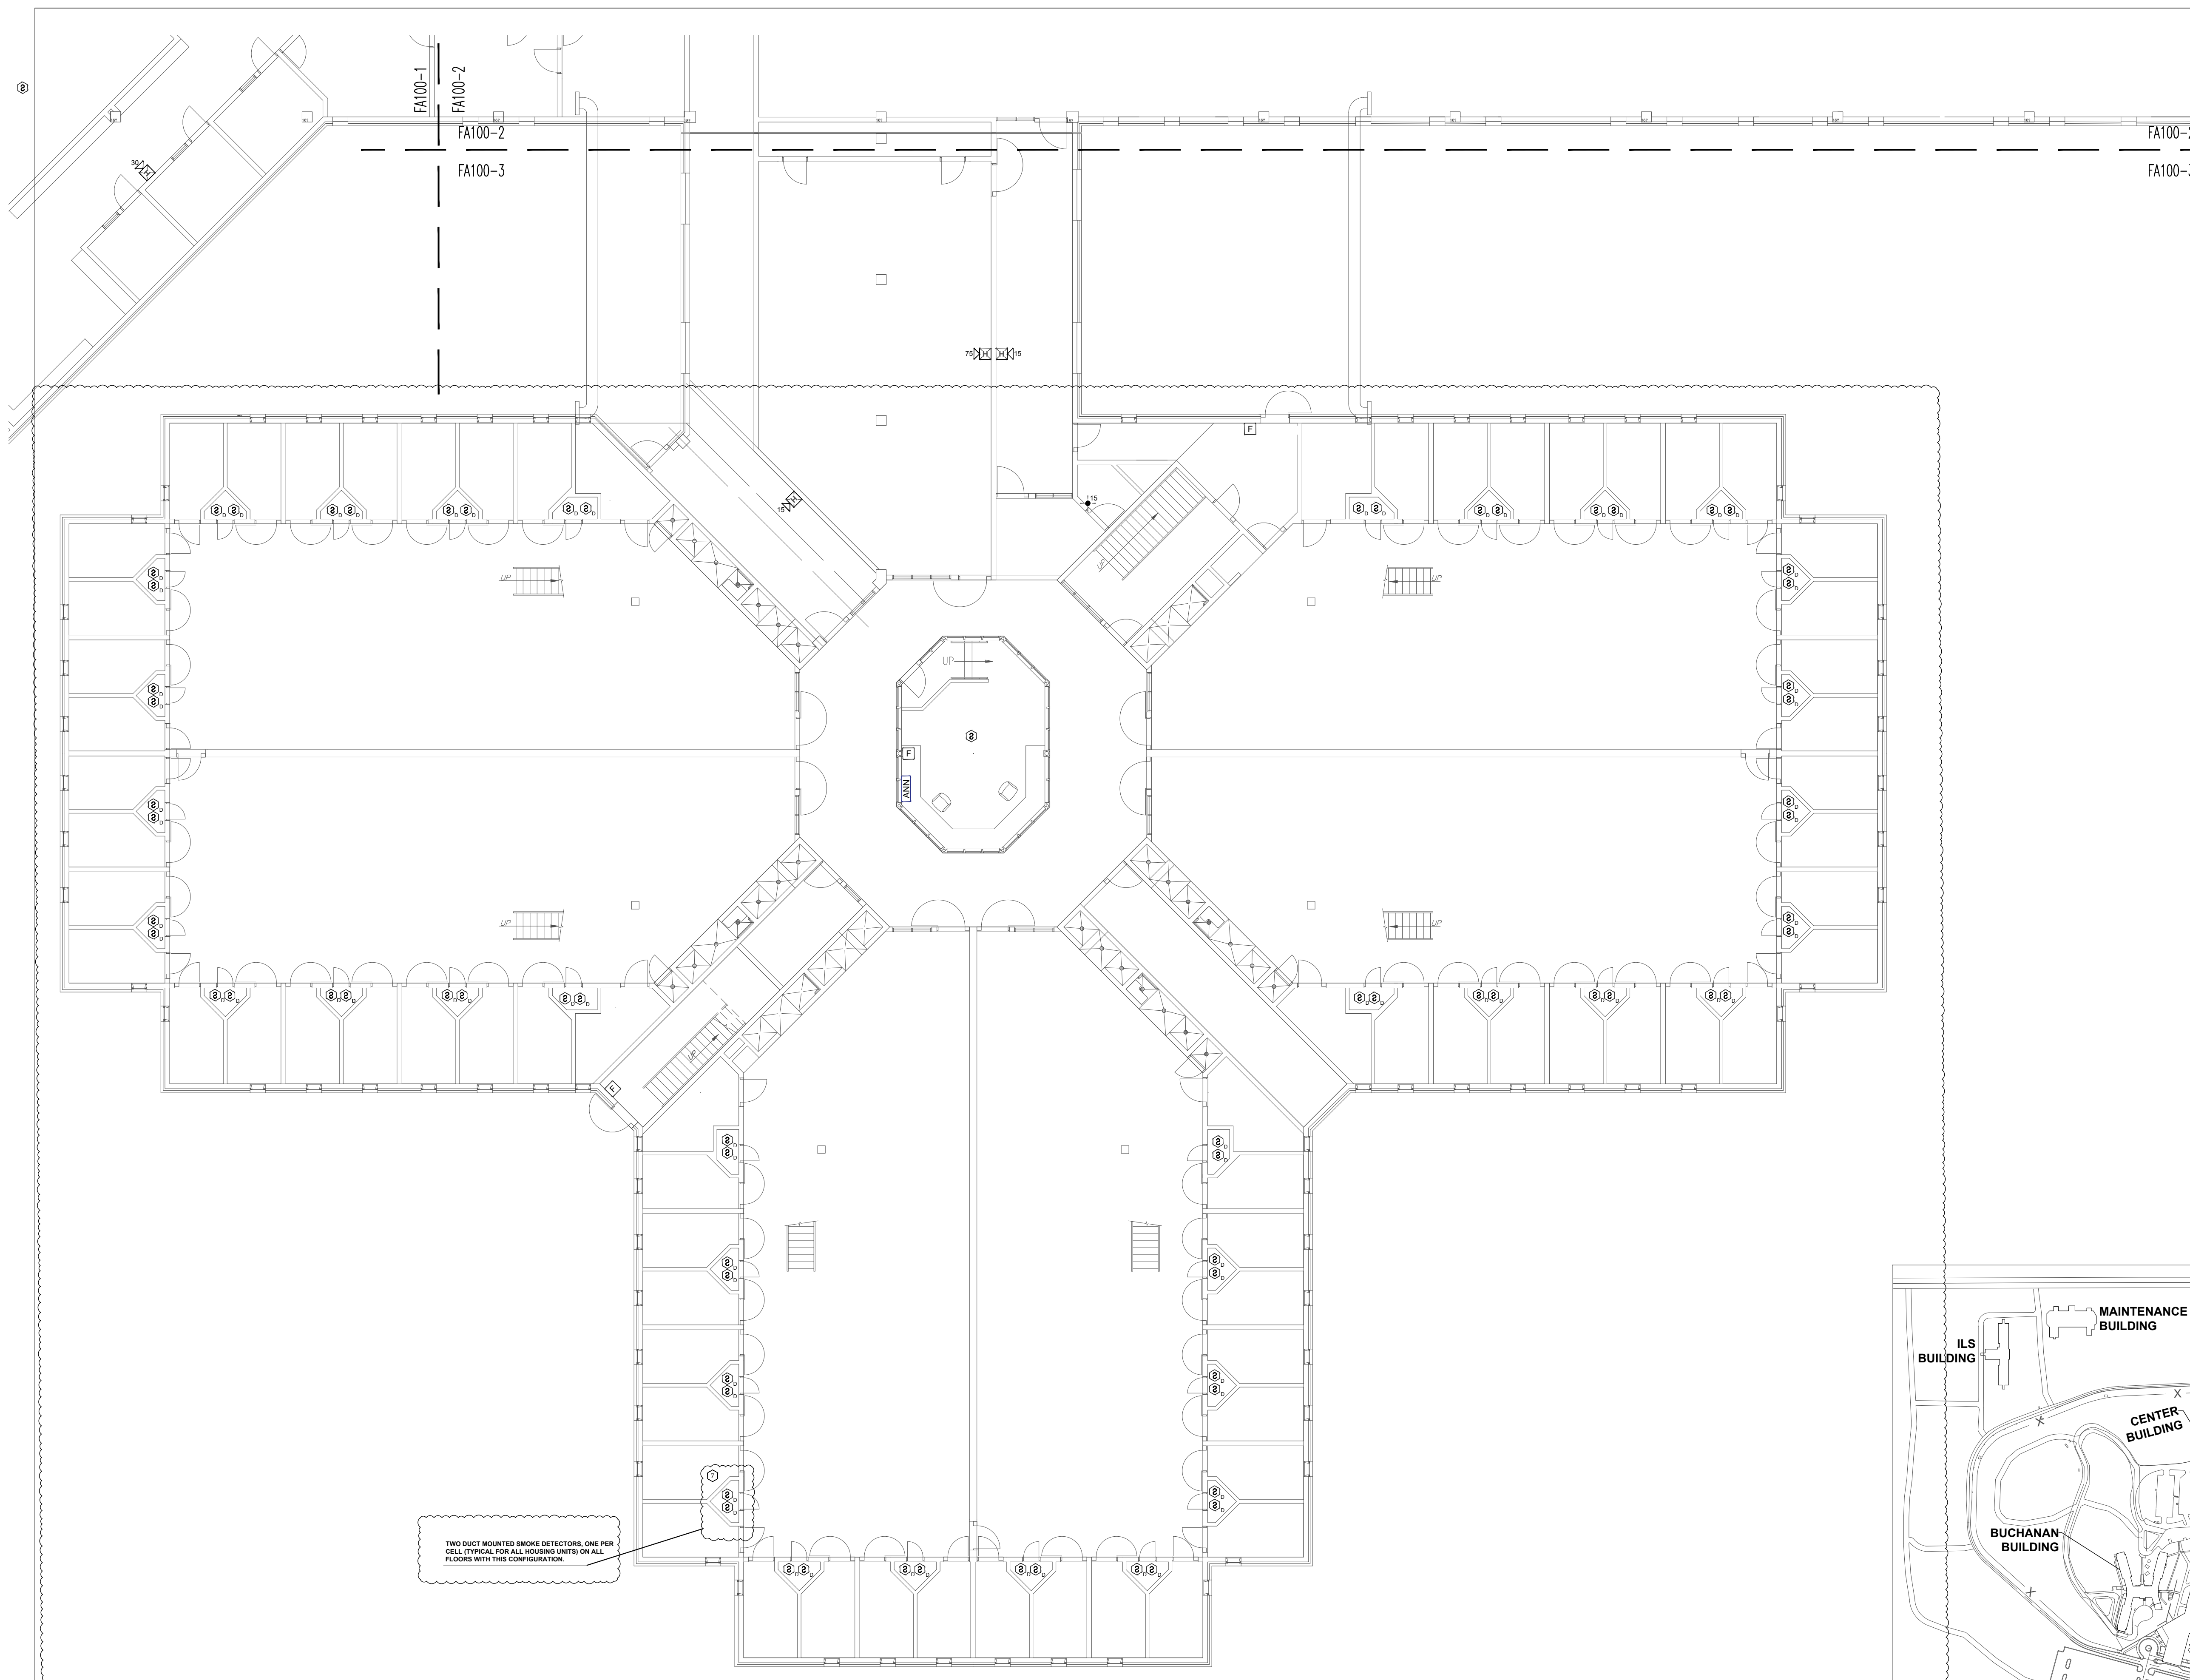 FA100-1
FA100-2
FA100-2
FA100-3
FA100-2
FA100-3
30
H
75
H
H
15
15
H
F
15
UP
UP
UP
UP
F
ANN
UP
UP
UP
F
7
TWO DUCT MOUNTED SMOKE DETECTORS, ONE PER
CELL (TYPICAL FOR ALL HOUSING UNITS) ON ALL
FLOORS WITH THIS CONFIGURATION.
MAINTENANCE
BUILDING
ILS
BUILDING
X
X
CENTER
BUILDING
BUCHANAN
BUILDING
X